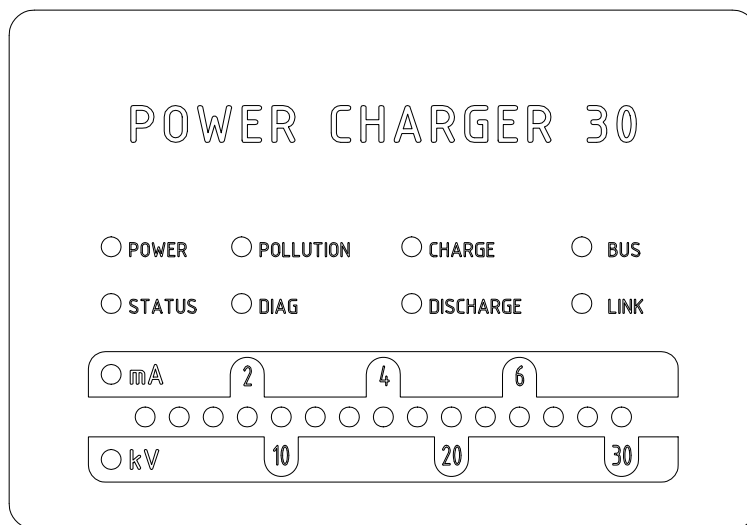 POWER CHARGER 30
POWER POLLUTION CHARGE BUS
STATUS DIAG DISCHARGE LINK
mA 2 4 6
kV 10 20 30